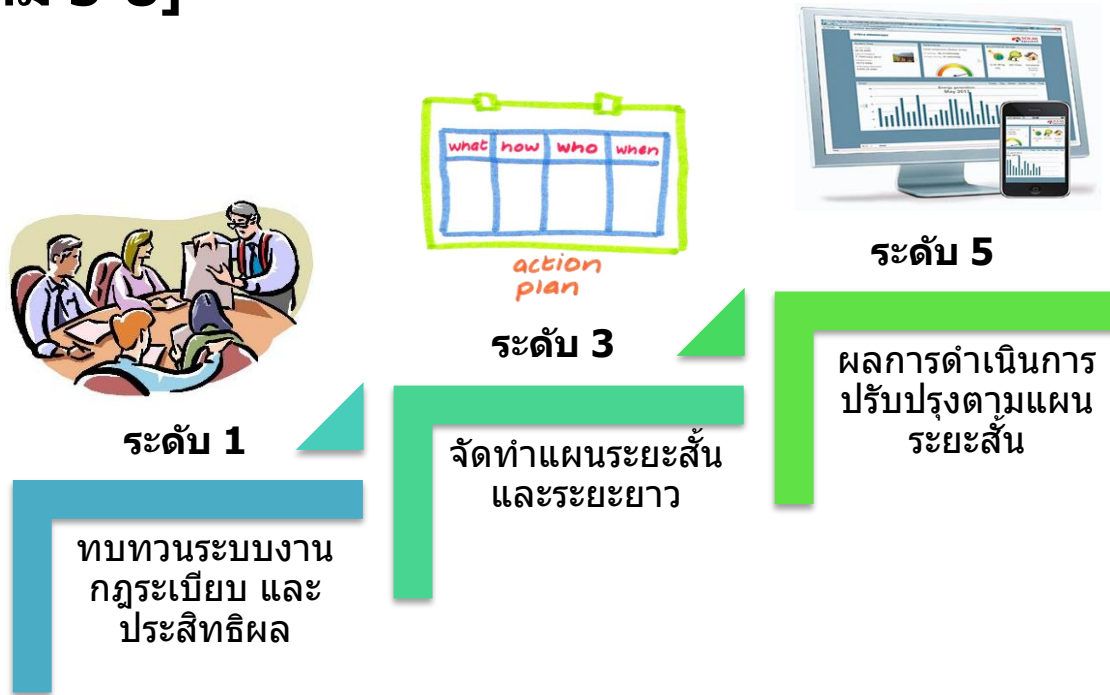 ระดับ 5
what how who when
action
plan
ระดับ 3
ผลการดำเนินการ
ปรับปรุงตามแผน
ระยะสั้น
ระดับ 1
จัดทำแผนระยะสั้น
และระยะยาว
ทบทวนระบบงาน
กฎระเบียบ และ
ประสิทธิผล